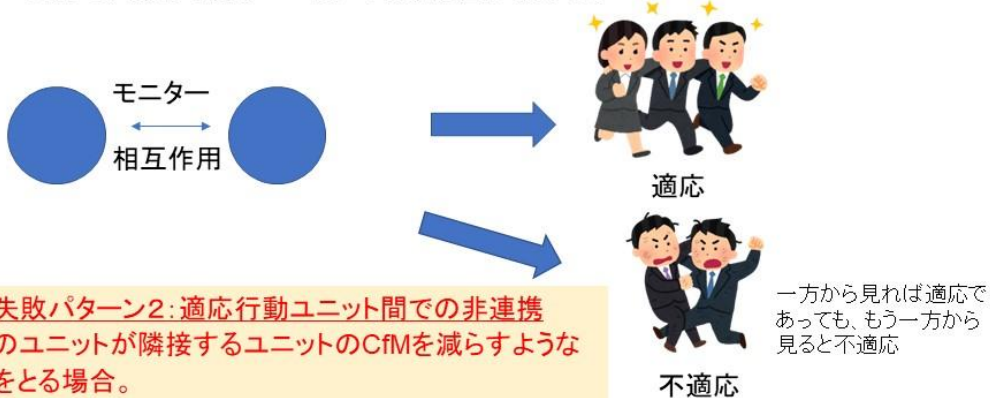 モニター
相互作用
適応
失敗パターン2:適応行動ユニット間での非連携
のユニットが隣接するユニットのCfMを減らすような
をとる場合。
一方から見れば適応で
あっても、もう一方から
見ると不適応
不適応